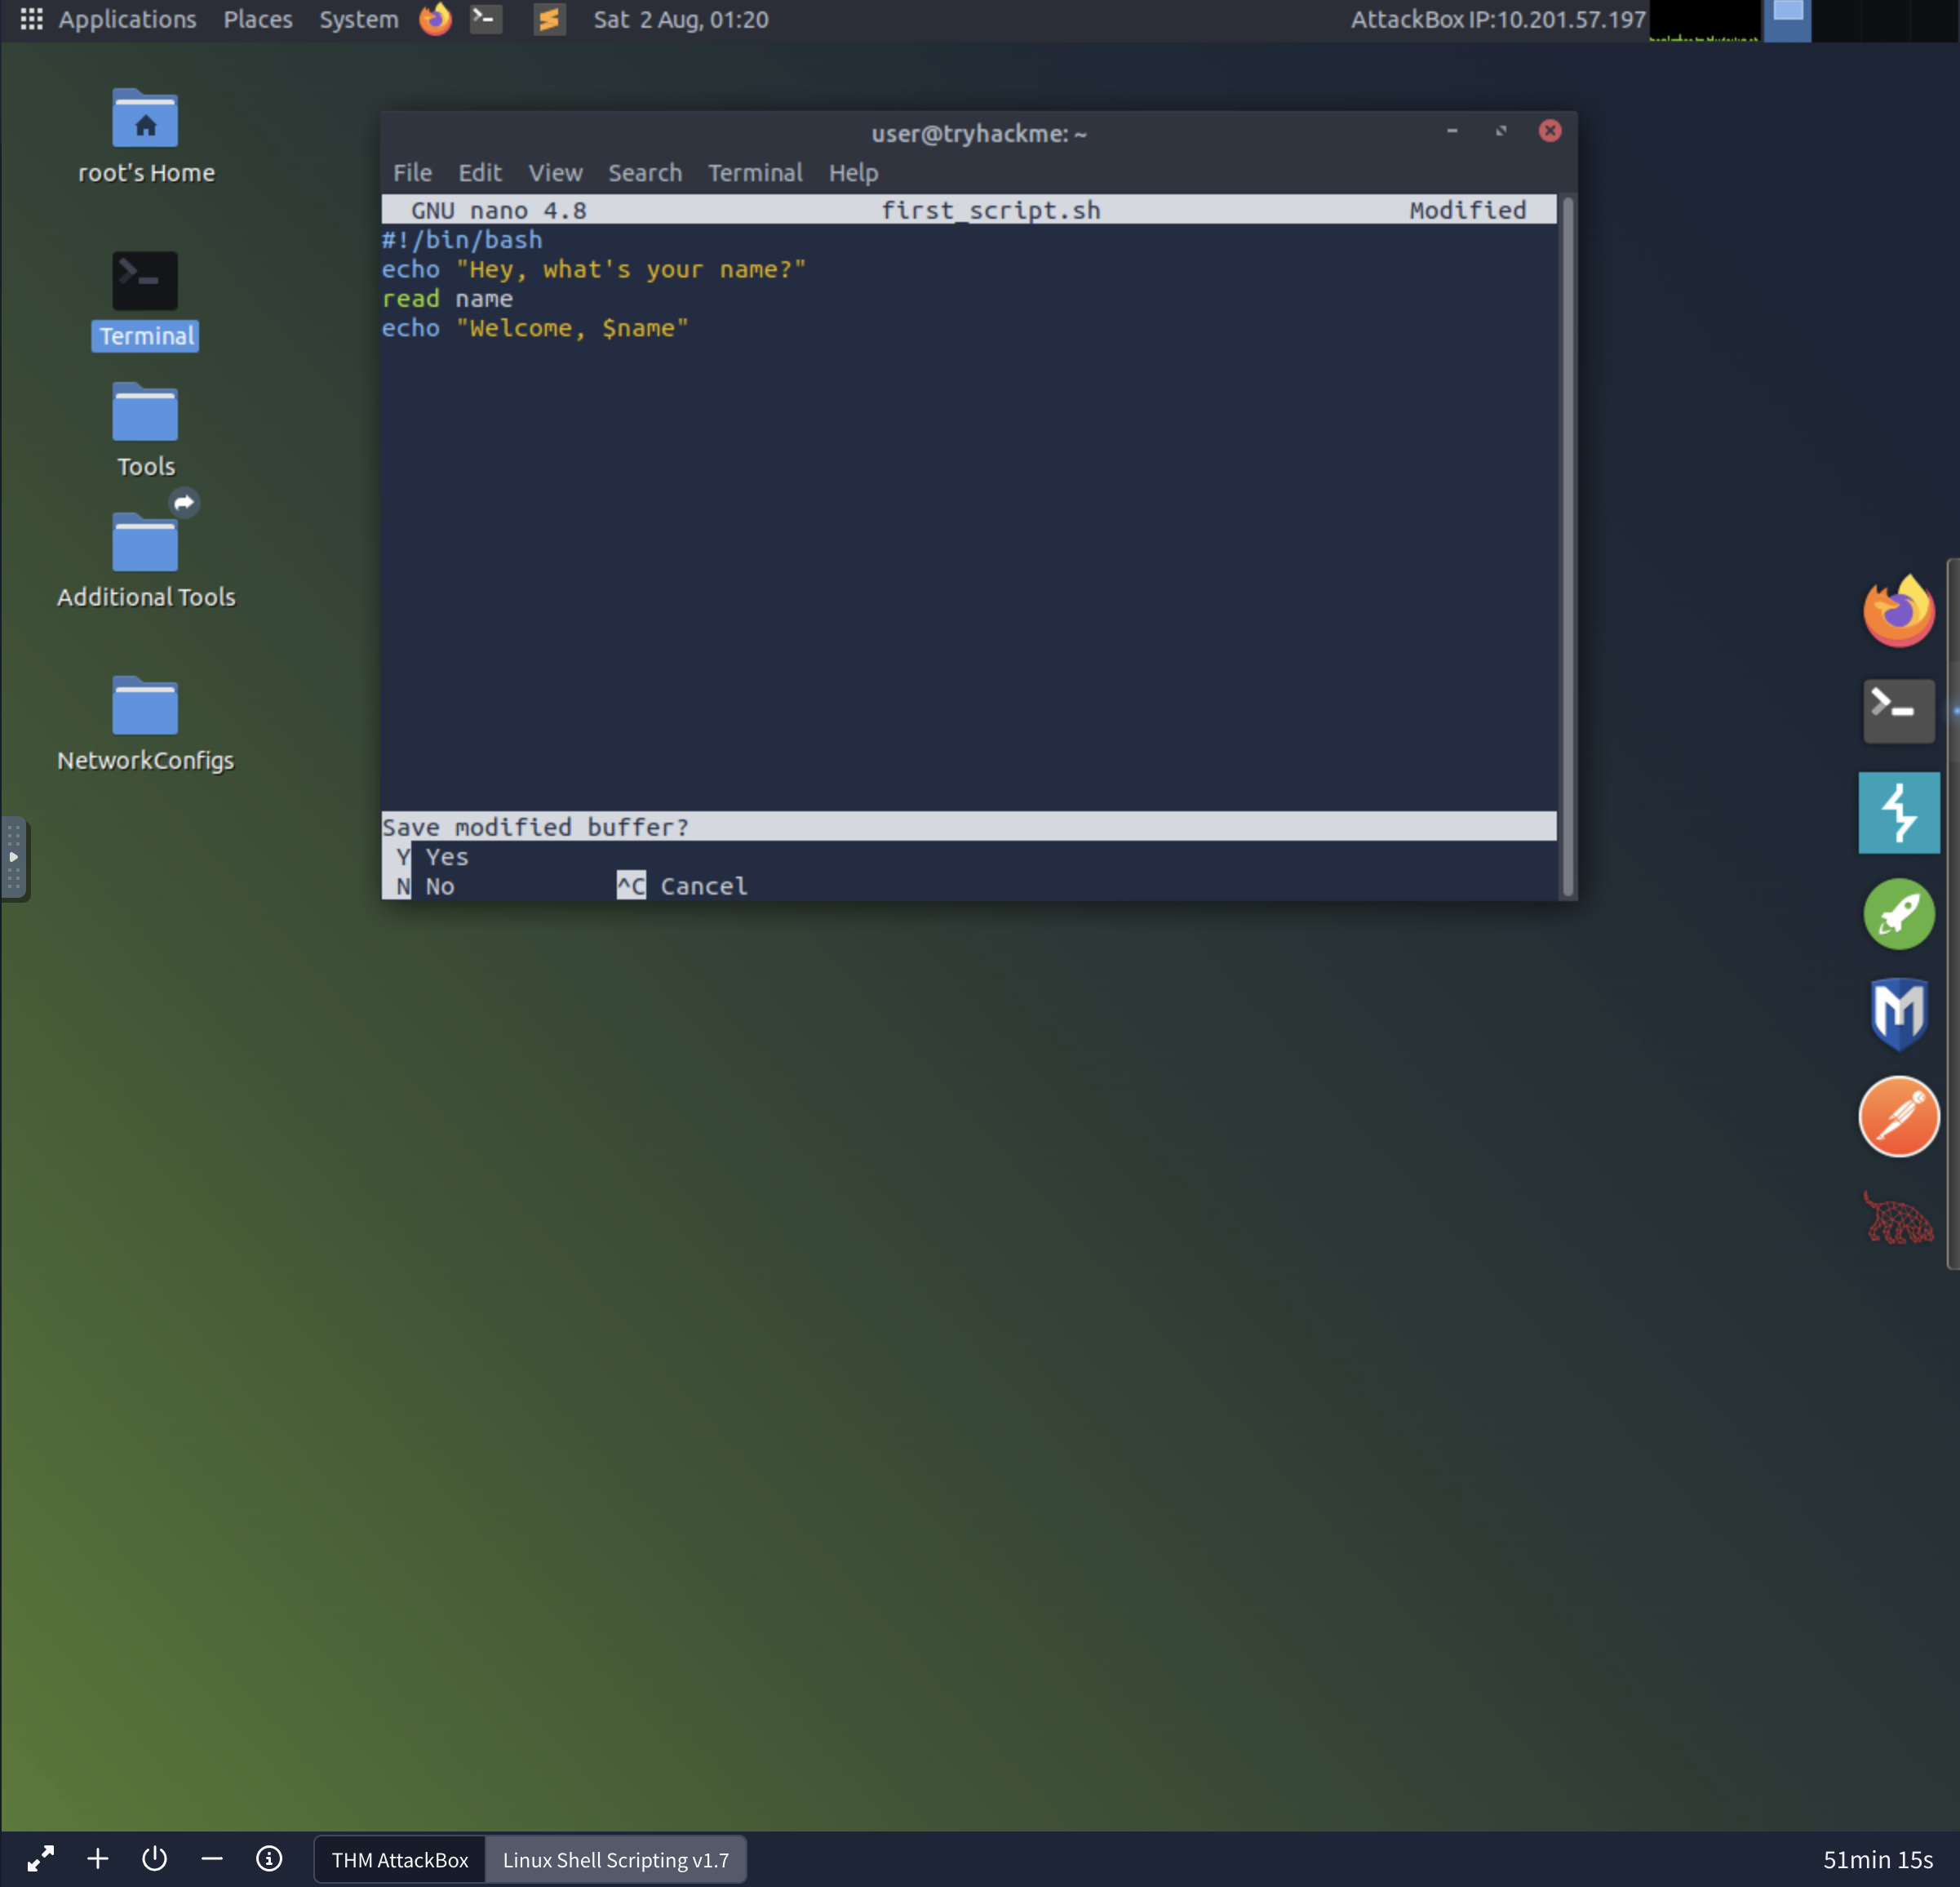 Applications Places System Sat 2 Aug, 01:20 AttackBox IP:10.201.57.197
root's Home
Terminal
Tools
Additional Tools
NetworkConfigs
user@tryhackme: ~
File Edit View Search Terminal Help
GNU nano 4.8 first_script.sh Modified
#!/bin/bash
echo "Hey, what's your name?"
read name
echo "Welcome, $name"
Save modified buffer?
Y Yes
N No ^C Cancel
THM AttackBox Linux Shell Scripting v1.7 51min 15s